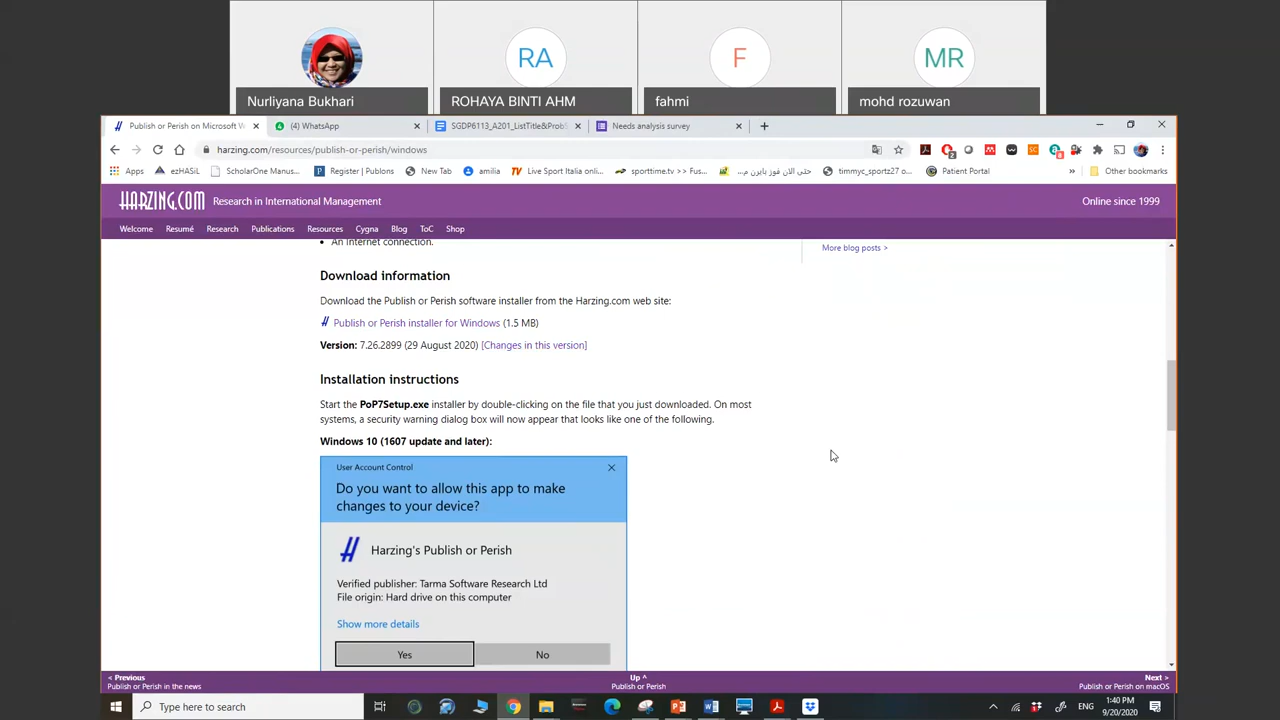 RA
F
MR
Nurliyana Bukhari
ROHAYA BINTI AHM
fahmi
mohd rozuwan
Publish or Perish on Microsoft W
(4) WhatsApp
SGDP6113_A201_ListTitle&ProbS
Needs analysis survey
harzing.com/resources/publish-or-perish/windows
Apps
ezHASiL
ScholarOne Manus...
Register | Publons
New Tab
amilia
Live Sport Italia onlin...
sporttime.tv >> Fus...
حتى الان فوز بايرن م...
timmyc_sportz27 o...
Patient Portal
»
Other bookmarks
HARZING.COM
Research in International Management
Online since 1999
Welcome
Resumé
Research
Publications
Resources
Cygna
Blog
ToC
Shop
An Internet connection.
More blog posts >
Download information
Download the Publish or Perish software installer from the Harzing.com web site:
Publish or Perish installer for Windows (1.5 MB)
Version: 7.26.2899 (29 August 2020) [Changes in this version]
Installation instructions
Start the PoP7Setup.exe installer by double-clicking on the file that you just downloaded. On most
systems, a security warning dialog box will now appear that looks like one of the following.
Windows 10 (1607 update and later):
User Account Control
Do you want to allow this app to make
changes to your device?
Harzing's Publish or Perish
Verified publisher: Tarma Software Research Ltd
File origin: Hard drive on this computer
Show more details
Yes
No
< Previous
Publish or Perish in the news
Up ^
Publish or Perish
Next >
Publish or Perish on macOS
Type here to search
1:40 PM
9/20/2020